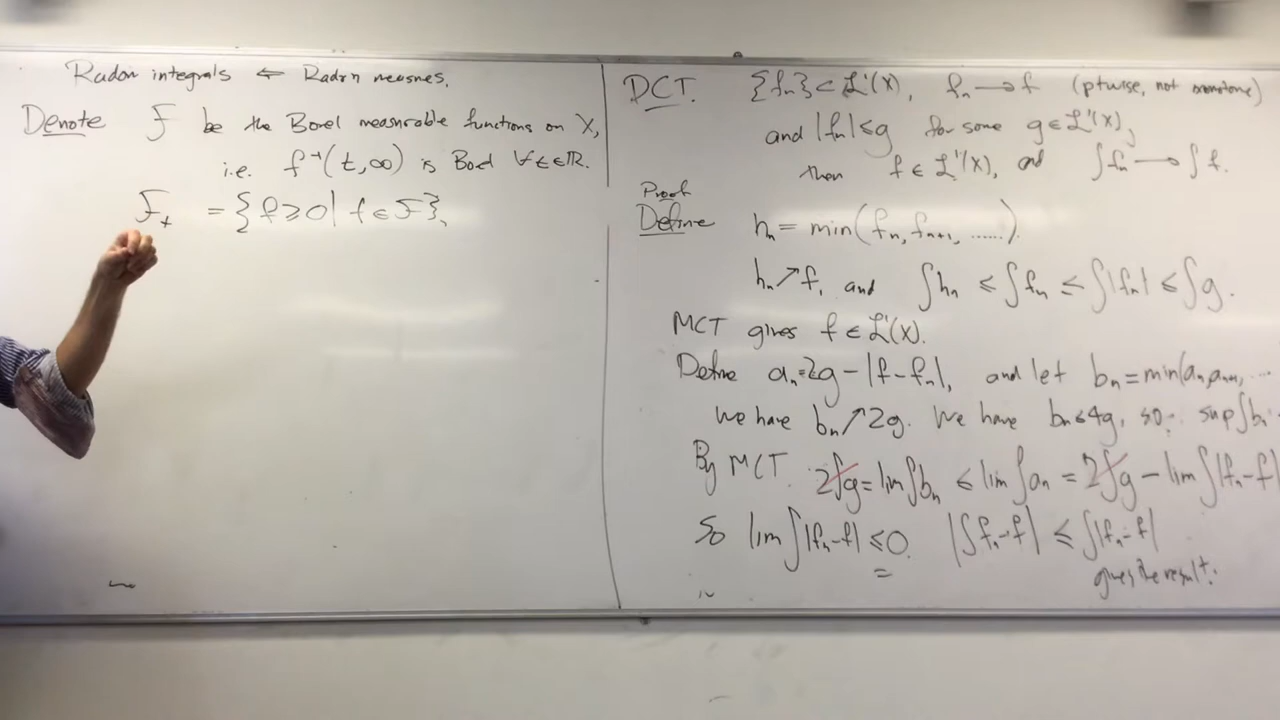 Radon integrals ⇐ Radon measures.
Denote F be the Borel measurable functions on X,
i.e. f⁻¹(t,∞) is Borel ∀t∈ℝ.
F₊ = {f⩾0 | f∈F},
DCT. {fₙ}⊂L¹(X), fₙ→f (ptwise, not monotone)
and |fₙ|≤g for some g∈L¹(X),
then f∈L¹(X), and ∫fₙ → ∫f.
Proof
Define hₙ = min(fₙ, fₙ₊₁, ......).
hₙ↗f, and ∫hₙ ≤ ∫fₙ ≤ ∫|fₙ| ≤ ∫g.
MCT gives f∈L¹(X).
Define aₙ=2g−|f−fₙ|, and let bₙ=min(aₙ,aₙ₊₁,...
We have bₙ↗2g. We have bₙ≤4g, so: sup∫bₙ
By MCT. 2∫g = lim∫bₙ ≤ lim∫aₙ = 2∫g − lim∫|fₙ−f|
So lim∫|fₙ−f| ≤0. |∫fₙ−f| ≤ ∫|fₙ−f|
gives the result.